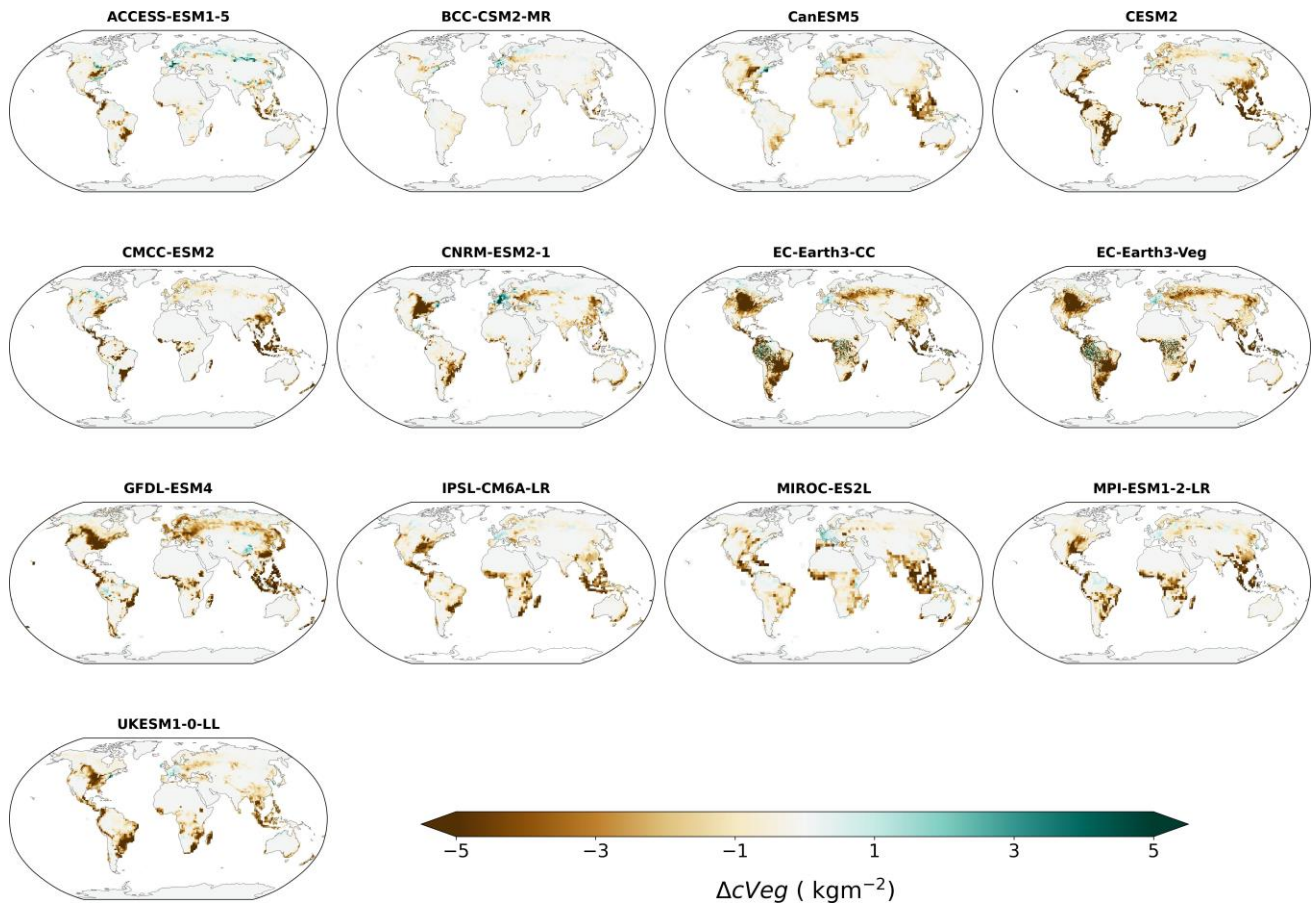 ACCESS-ESM1-5 BCC-CSM2-MR CanESM5 CESM2
CMCC-ESM2 CNRM-ESM2-1 EC-Earth3-CC EC-Earth3-Veg
GFDL-ESM4 IPSL-CM6A-LR MIROC-ES2L MPI-ESM1-2-LR
UKESM1-0-LL
−5 −3 −1 1 3 5
ΔcVeg ( kgm⁻²)